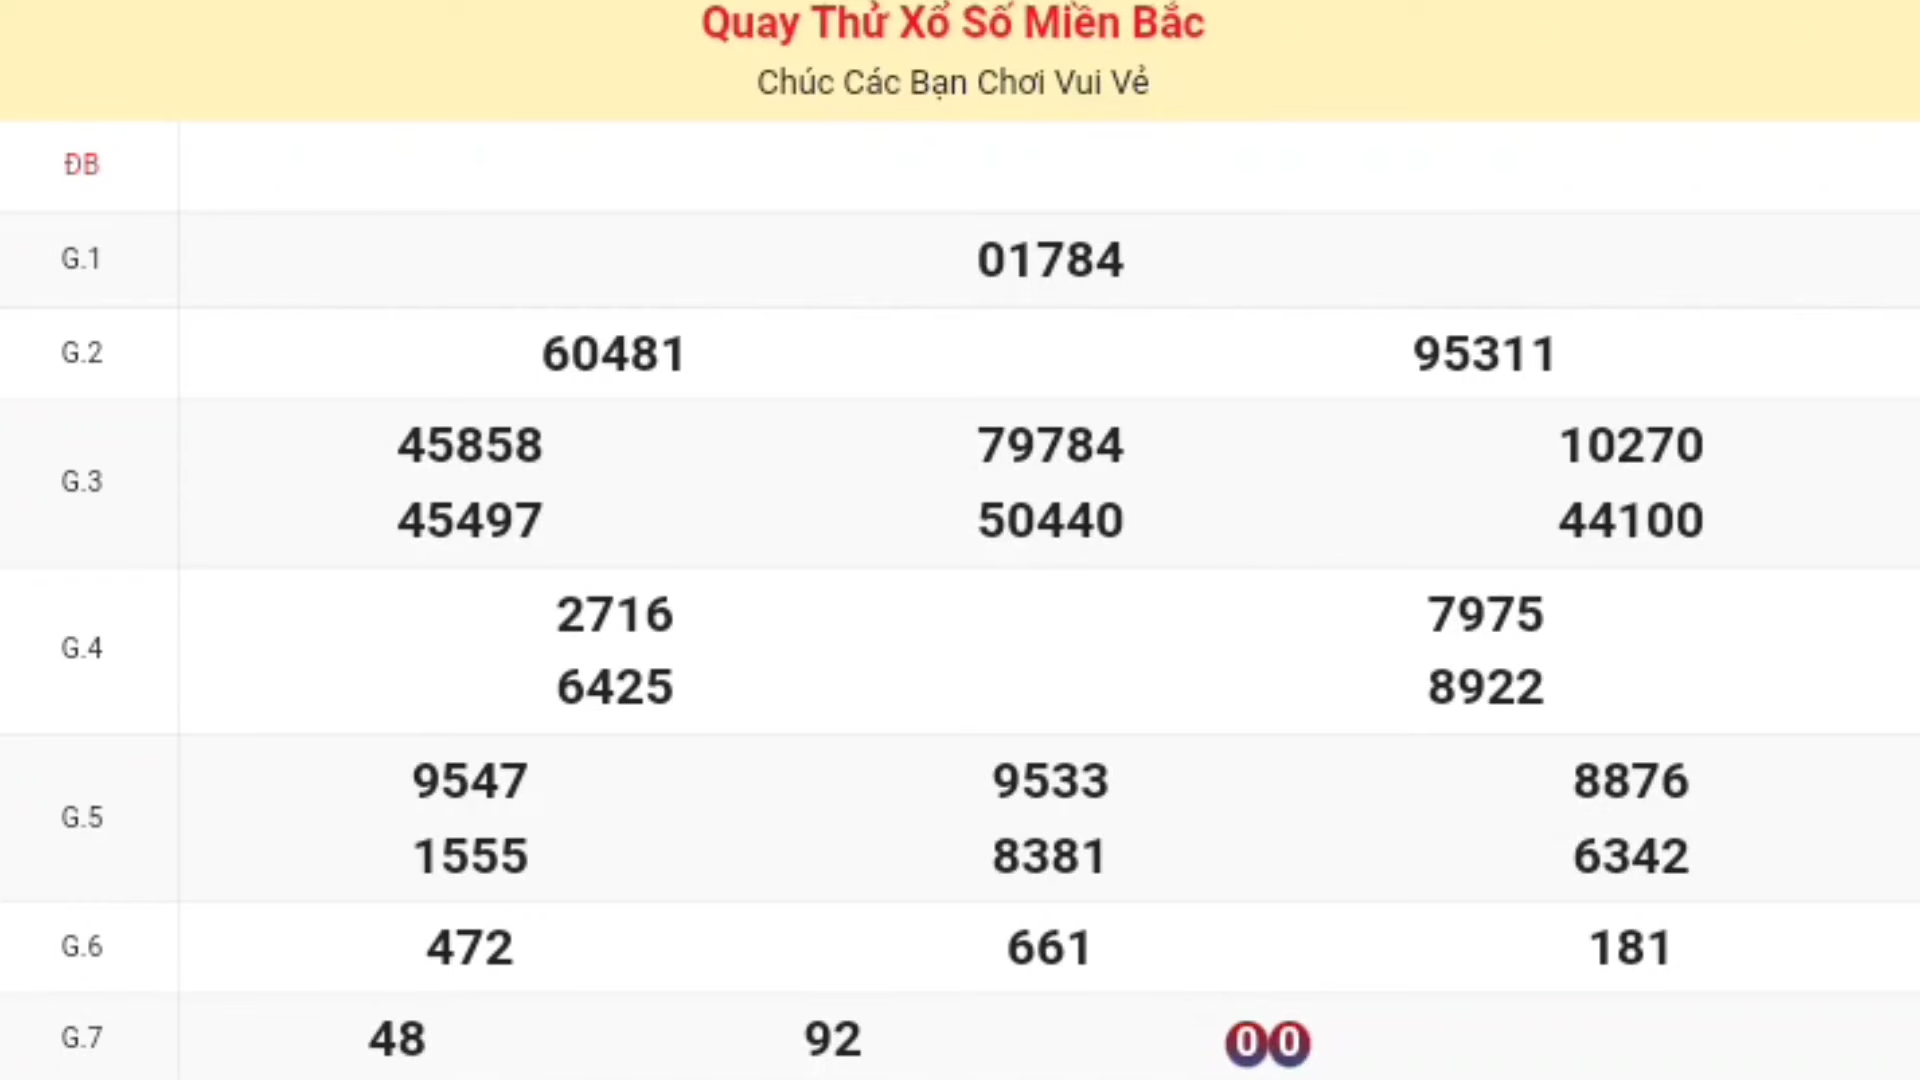 Quay Thử Xổ Số Miền Bắc
Chúc Các Bạn Chơi Vui Vẻ
ĐB
G.1 01784
G.2 60481 95311
G.3 45858 79784 10270
45497 50440 44100
G.4 2716 7975
6425 8922
G.5 9547 9533 8876
1555 8381 6342
G.6 472 661 181
G.7 48 92 00